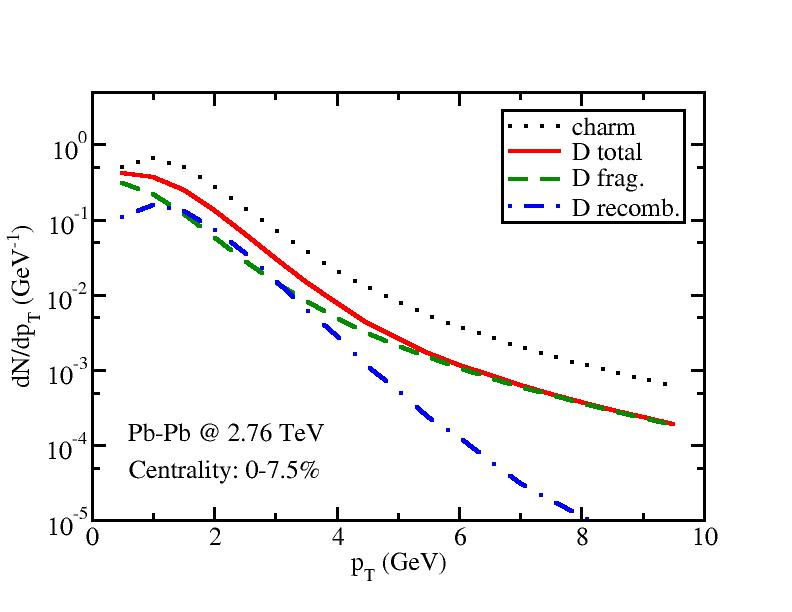 charm
D total
D frag.
D recomb.
10^0
10^-1
10^-2
10^-3
10^-4
10^-5
dN/dp_T (GeV^-1)
Pb-Pb @ 2.76 TeV
Centrality: 0-7.5%
0 2 4 6 8 10
p_T (GeV)